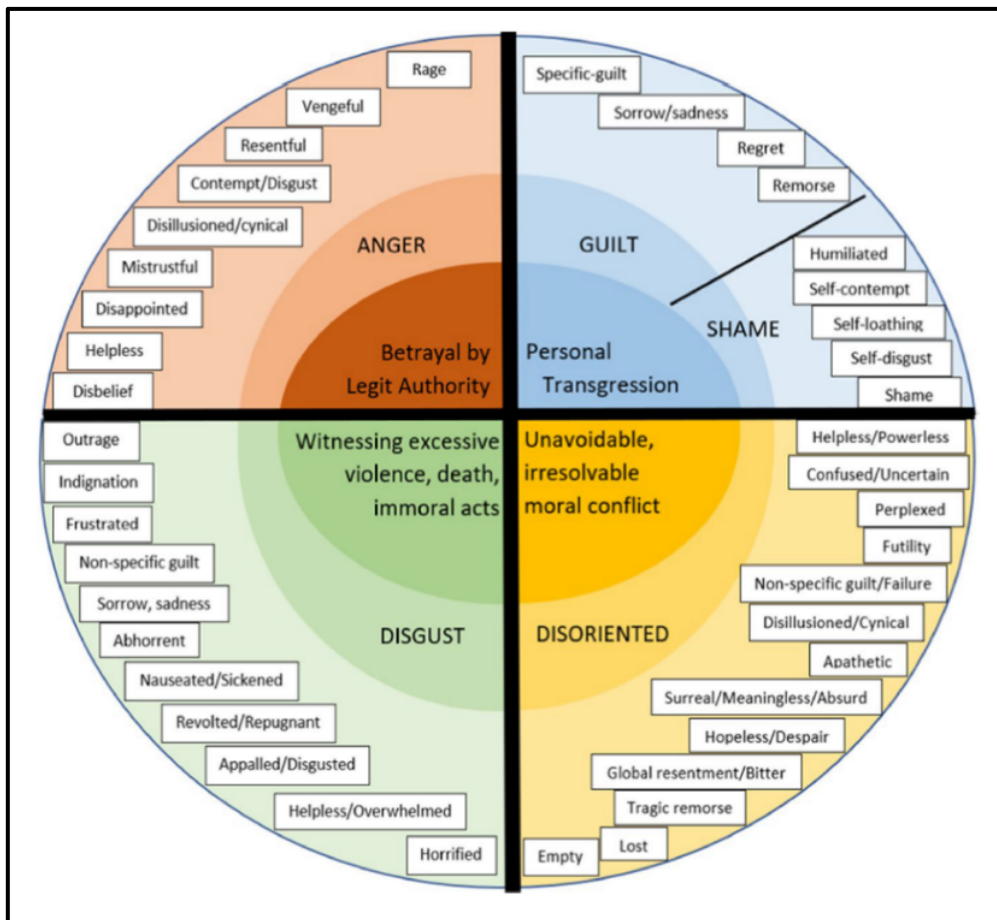 Rage
Vengeful
Resentful
Contempt/Disgust
Disillusioned/cynical
Mistrustful
Disappointed
Helpless
Disbelief
ANGER
Betrayal by
Legit Authority
Specific-guilt
Sorrow/sadness
Regret
Remorse
GUILT
Humiliated
Self-contempt
Self-loathing
Self-disgust
Shame
SHAME
Personal
Transgression
Witnessing excessive
violence, death,
immoral acts
DISGUST
Outrage
Indignation
Frustrated
Non-specific guilt
Sorrow, sadness
Abhorrent
Nauseated/Sickened
Revolted/Repugnant
Appalled/Disgusted
Helpless/Overwhelmed
Horrified
Unavoidable,
irresolvable
moral conflict
DISORIENTED
Helpless/Powerless
Confused/Uncertain
Perplexed
Futility
Non-specific guilt/Failure
Disillusioned/Cynical
Apathetic
Surreal/Meaningless/Absurd
Hopeless/Despair
Global resentment/Bitter
Tragic remorse
Lost
Empty